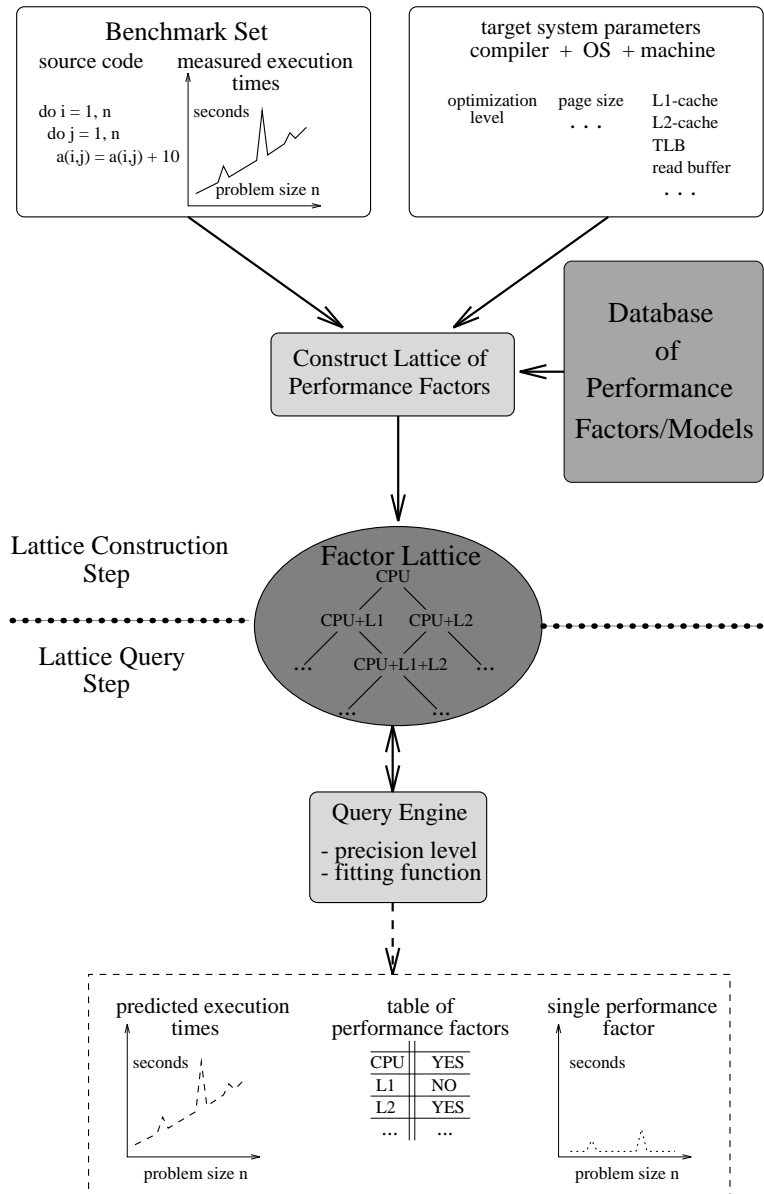 Benchmark Set
source code
measured execution
times
do i = 1, n
do j = 1, n
a(i,j) = a(i,j) + 10
seconds
problem size n
target system parameters
compiler + OS + machine
optimization
level
page size
. . .
L1-cache
L2-cache
TLB
read buffer
. . .
Construct Lattice of
Performance Factors
Database
of
Performance
Factors/Models
Lattice Construction
Step
Lattice Query
Step
Factor Lattice
CPU
CPU+L1 CPU+L2
... CPU+L1+L2 ...
... ...
Query Engine
- precision level
- fitting function
predicted execution
times
seconds
problem size n
table of
performance factors
CPU YES
L1 NO
L2 YES
... ...
single performance
factor
seconds
problem size n